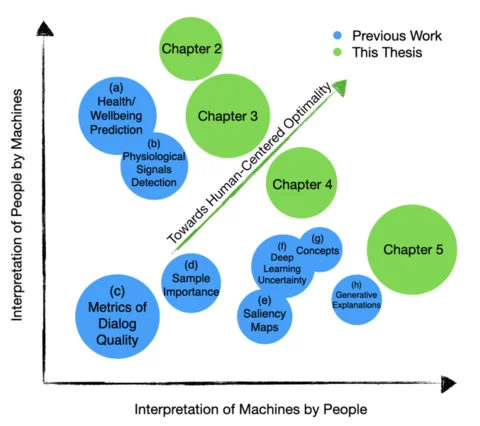 Previous Work
This Thesis
Chapter 2
(a)
Health/
Wellbeing
Prediction
Chapter 3
(b)
Physiological
Signals
Detection
Towards Human-Centered Optimality
Chapter 4
Interpretation of People by Machines
(g)
Concepts
(f)
Deep
Learning
Uncertainty
Chapter 5
(d)
Sample
Importance
(c)
Metrics of
Dialog
Quality
(e)
Saliency
Maps
(h)
Generative
Explanations
Interpretation of Machines by People